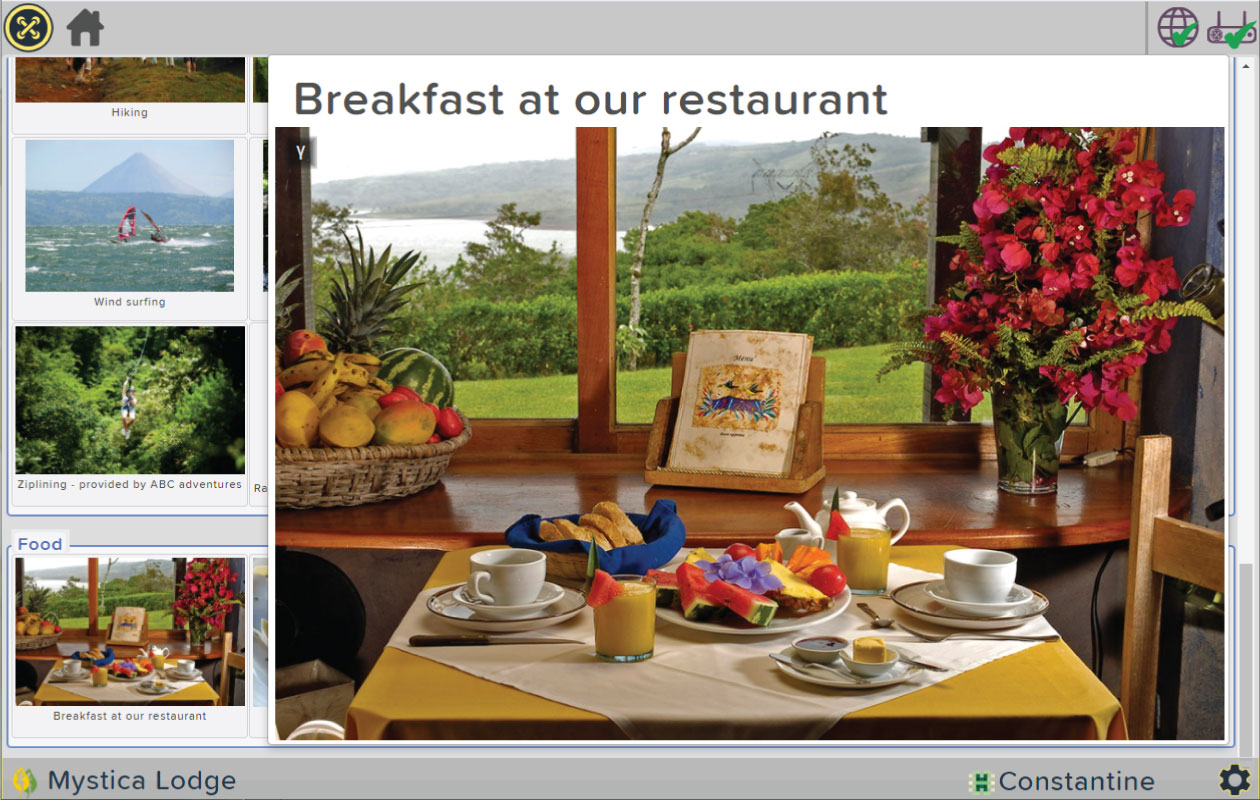 Breakfast at our restaurant
Hiking
Y
Wind surfing
Menu
Ziplining - provided by ABC adventures
Ra
Food
Breakfast at our restaurant
Mystica Lodge
Constantine